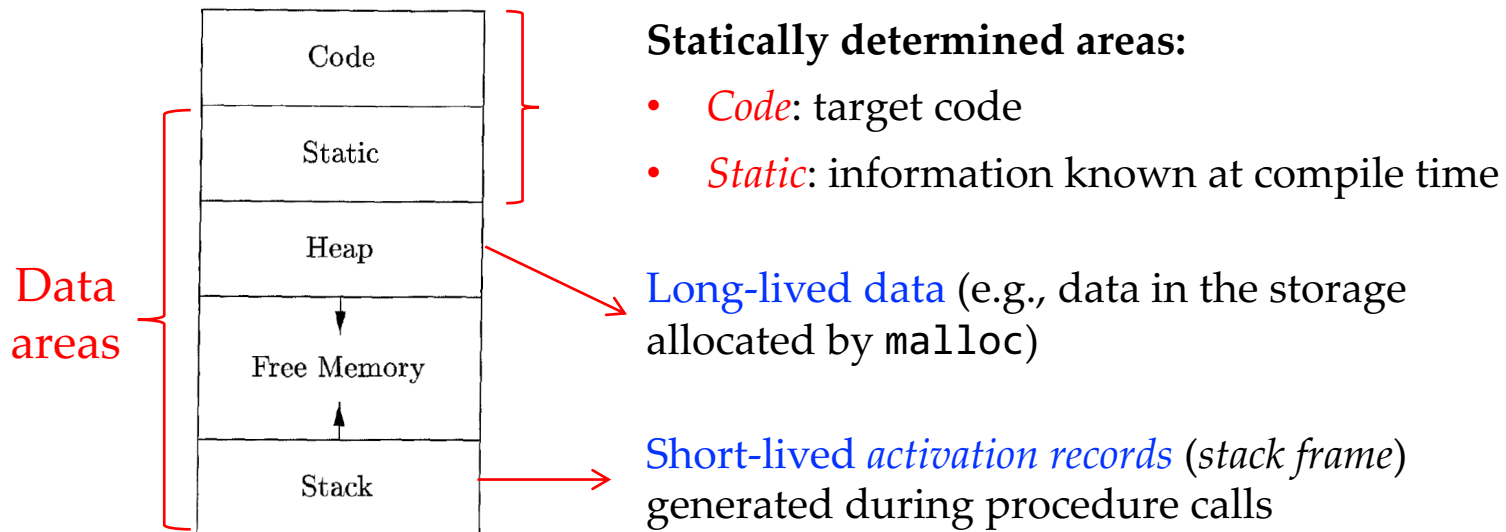 Code
Static
Heap
Free Memory
Stack
Data
areas
Statically determined areas:
• Code: target code
• Static: information known at compile time
Long-lived data (e.g., data in the storage
allocated by malloc)
Short-lived activation records (stack frame)
generated during procedure calls